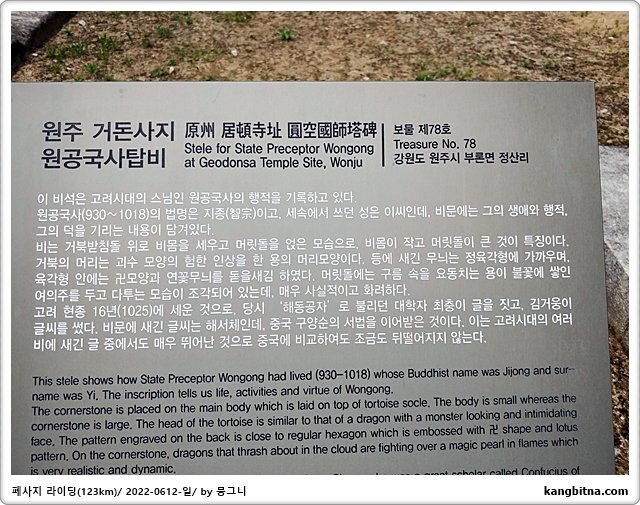 원주 거돈사지 原州 居頓寺址 圓空國師塔碑
원공국사탑비 Stele for State Preceptor Wongong
at Geodonsa Temple Site, Wonju
보물 제78호
Treasure No. 78
강원도 원주시 부론면 정산리
이 비석은 고려시대의 스님인 원공국사의 행적을 기록하고 있다.
원공국사(930~1018)의 법명은 지종(智宗)이고, 세속에서 쓰던 성은 이씨인데, 비문에는 그의 생애와 행적,
그의 덕을 기리는 내용이 담겨있다.
비는 거북받침돌 위로 비몸을 세우고 머릿돌을 얹은 모습으로, 비몸이 작고 머릿돌이 큰 것이 특징이다.
거북의 머리는 괴수 모양의 험한 인상을 한 용의 머리모양이다. 등에 새긴 무늬는 정육각형에 가까우며,
육각형 안에는 卍모양과 연꽃무늬를 돋을새김 하였다. 머릿돌에는 구름 속을 요동치는 용이 불꽃에 쌓인
여의주를 두고 다투는 모습이 조각되어 있는데, 매우 사실적이고 화려하다.
고려 현종 16년(1025)에 세운 것으로, 당시 ‘해동공자’로 불리던 대학자 최충이 글을 짓고, 김거웅이
글씨를 썼다. 비문에 새긴 글씨는 해서체인데, 중국 구양순의 서법을 이어받은 것이다. 이는 고려시대의 여러
비에 새긴 글 중에서도 매우 뛰어난 것으로 중국에 비교하여도 조금도 뒤떨어지지 않는다.
This stele shows how State Preceptor Wongong had lived (930-1018) whose Buddhist name was Jijong and sur-
name was Yi. The inscription tells us life, activities and virtue of Wongong.
The cornerstone is placed on the main body which is laid on top of tortoise socle. The body is small whereas the
cornerstone is large. The head of the tortoise is similar to that of a dragon with a monster looking and intimidating
face. The pattern engraved on the back is close to regular hexagon which is embossed with 卍 shape and lotus
pattern. On the cornerstone, dragons that thrash about in the cloud are fighting over a magic pearl in flames which
is very realistic and dynamic.
great scholar called Confucius of
폐사지 라이딩(123km)/ 2022-0612-일/ by 뭉그니
kangbitna.com